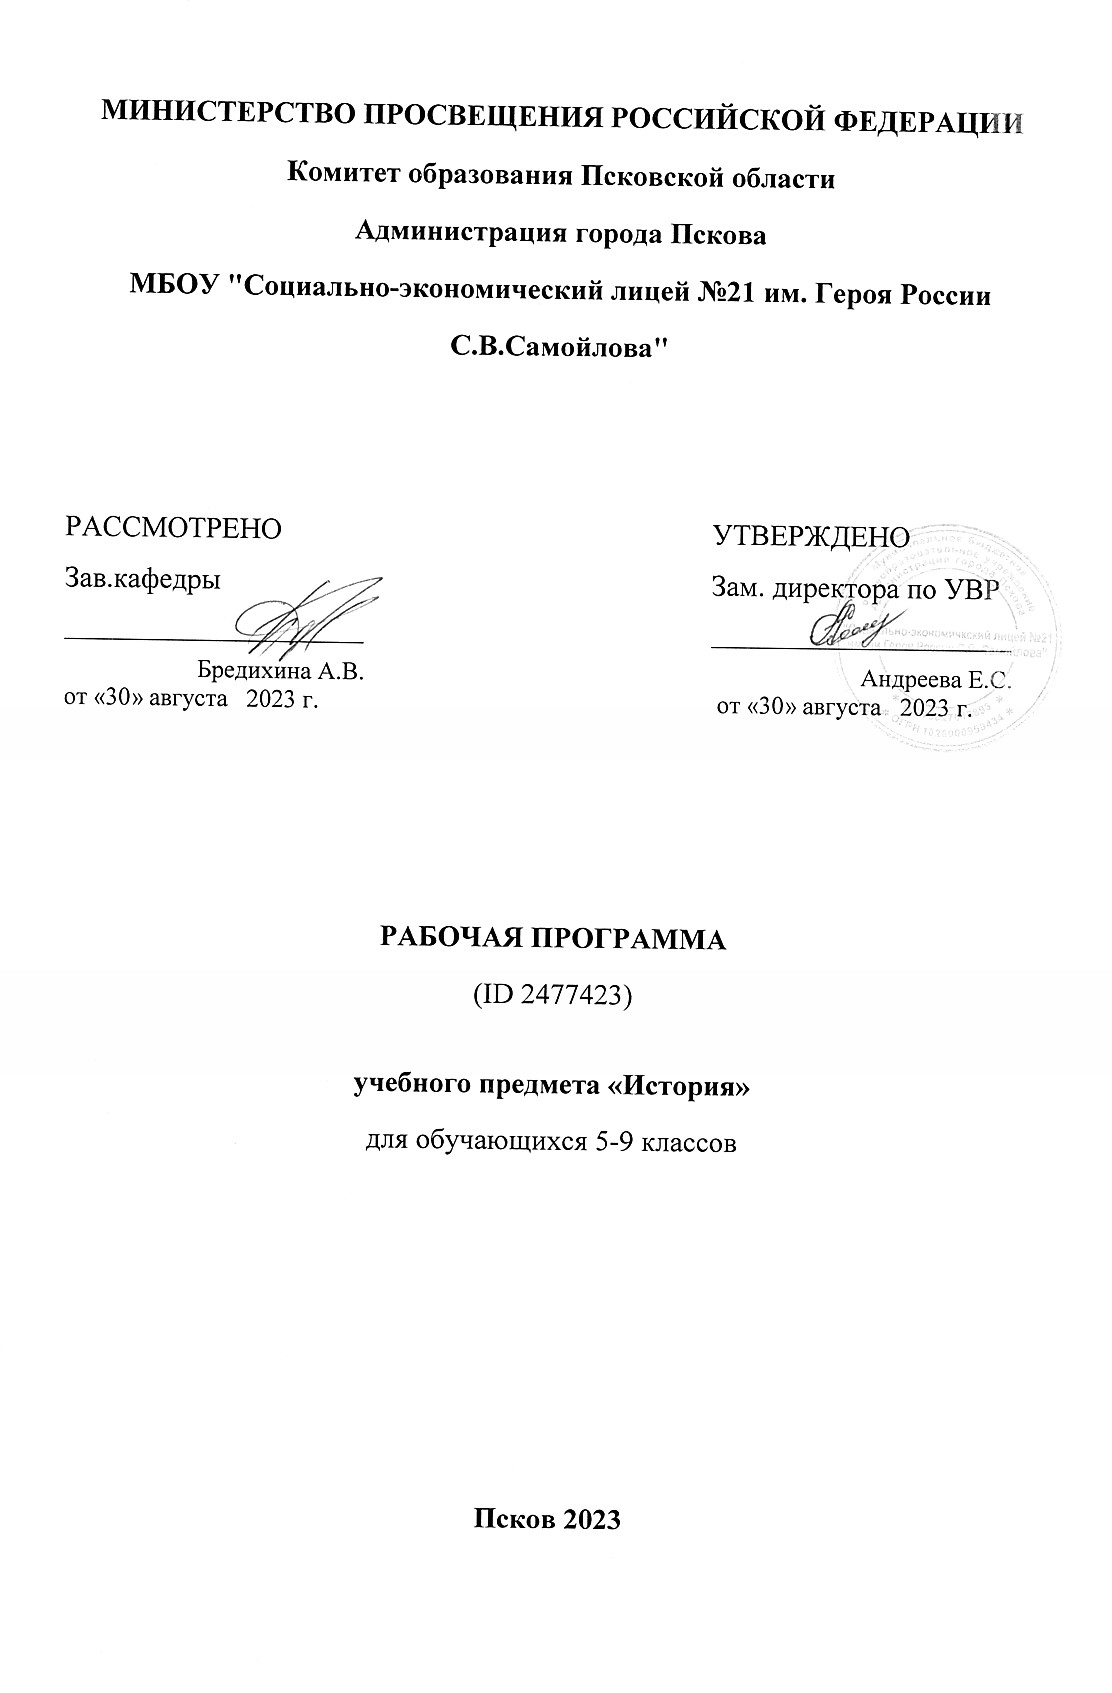 МИНИСТЕРСТВО ПРОСВЕЩЕНИЯ РОССИЙСКОЙ ФЕДЕРАЦИИ
Комитет образования Псковской области
Администрация города Пскова
МБОУ "Социально-экономический лицей №21 им. Героя России
С.В.Самойлова"
РАССМОТРЕНО
Зав.кафедры
Бредихина А.В.
от «30» августа 2023 г.
УТВЕРЖДЕНО
Зам. директора по УВР
Андреева Е.С.
от «30» августа 2023 г.
РАБОЧАЯ ПРОГРАММА
(ID 2477423)
учебного предмета «История»
для обучающихся 5-9 классов
Псков 2023